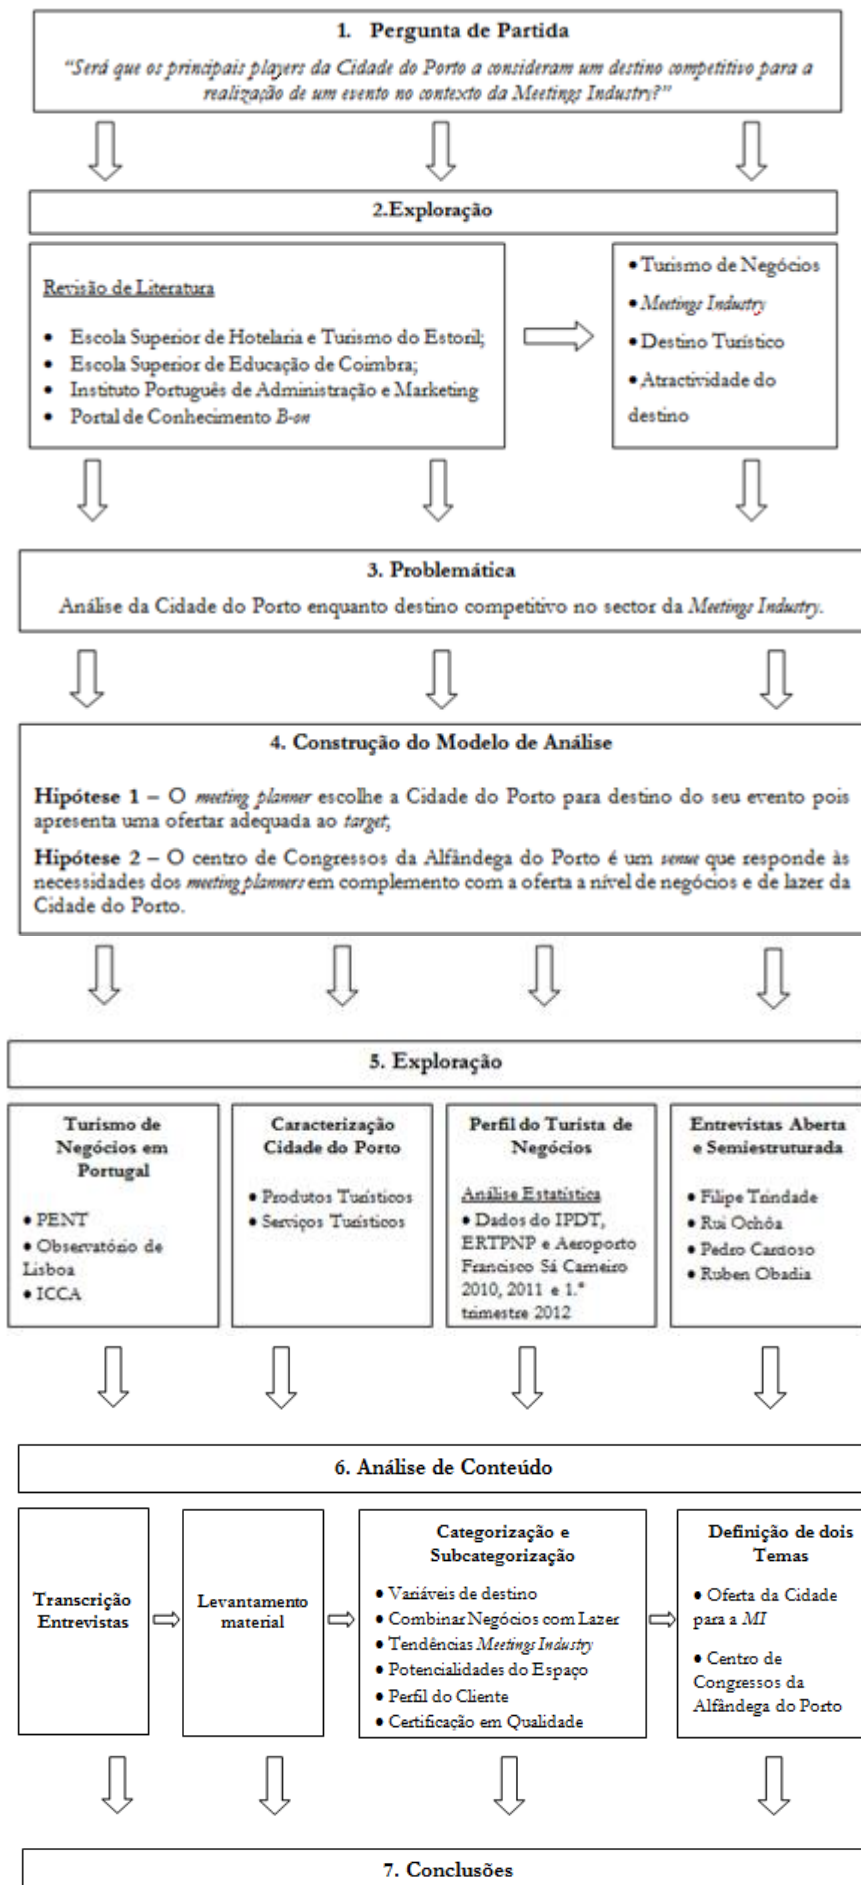 1. Pergunta de Partida
“Será que os principais players da Cidade do Porto a consideram um destino competitivo para a
realização de um evento no contexto da Meetings Industry?”
2.Exploração
Revisão de Literatura
• Escola Superior de Hotelaria e Turismo do Estoril;
• Escola Superior de Educação de Coimbra;
• Instituto Português de Administração e Marketing
• Portal de Conhecimento B-on
• Turismo de Negócios
• Meetings Industry
• Destino Turístico
• Atractividade do
destino
3. Problemática
Análise da Cidade do Porto enquanto destino competitivo no sector da Meetings Industry.
4. Construção do Modelo de Análise
Hipótese 1 – O meeting planner escolhe a Cidade do Porto para destino do seu evento pois
apresenta uma ofertar adequada ao target;
Hipótese 2 – O centro de Congressos da Alfândega do Porto é um venue que responde às
necessidades dos meeting planners em complemento com a oferta a nível de negócios e de lazer da
Cidade do Porto.
5. Exploração
Turismo de
Negócios em
Portugal
• PENT
• Observatório de
Lisboa
• ICCA
Caracterização
Cidade do Porto
• Produtos Turísticos
• Serviços Turísticos
Perfil do Turista de
Negócios
Análise Estatística
• Dados do IPDT,
ERTPNP e Aeroporto
Francisco Sá Carneiro
2010, 2011 e 1.º
trimestre 2012
Entrevistas Aberta
e Semiestruturada
• Filipe Trindade
• Rui Ochôa
• Pedro Cardoso
• Ruben Obadia
6. Análise de Conteúdo
Transcrição
Entrevistas
Levantamento
material
Categorização e
Subcategorização
• Variáveis de destino
• Combinar Negócios com Lazer
• Tendências Meetings Industry
• Potencialidades do Espaço
• Perfil do Cliente
• Certificação em Qualidade
Definição de dois
Temas
• Oferta da Cidade
para a MI
• Centro de
Congressos da
Alfândega do Porto
7. Conclusões